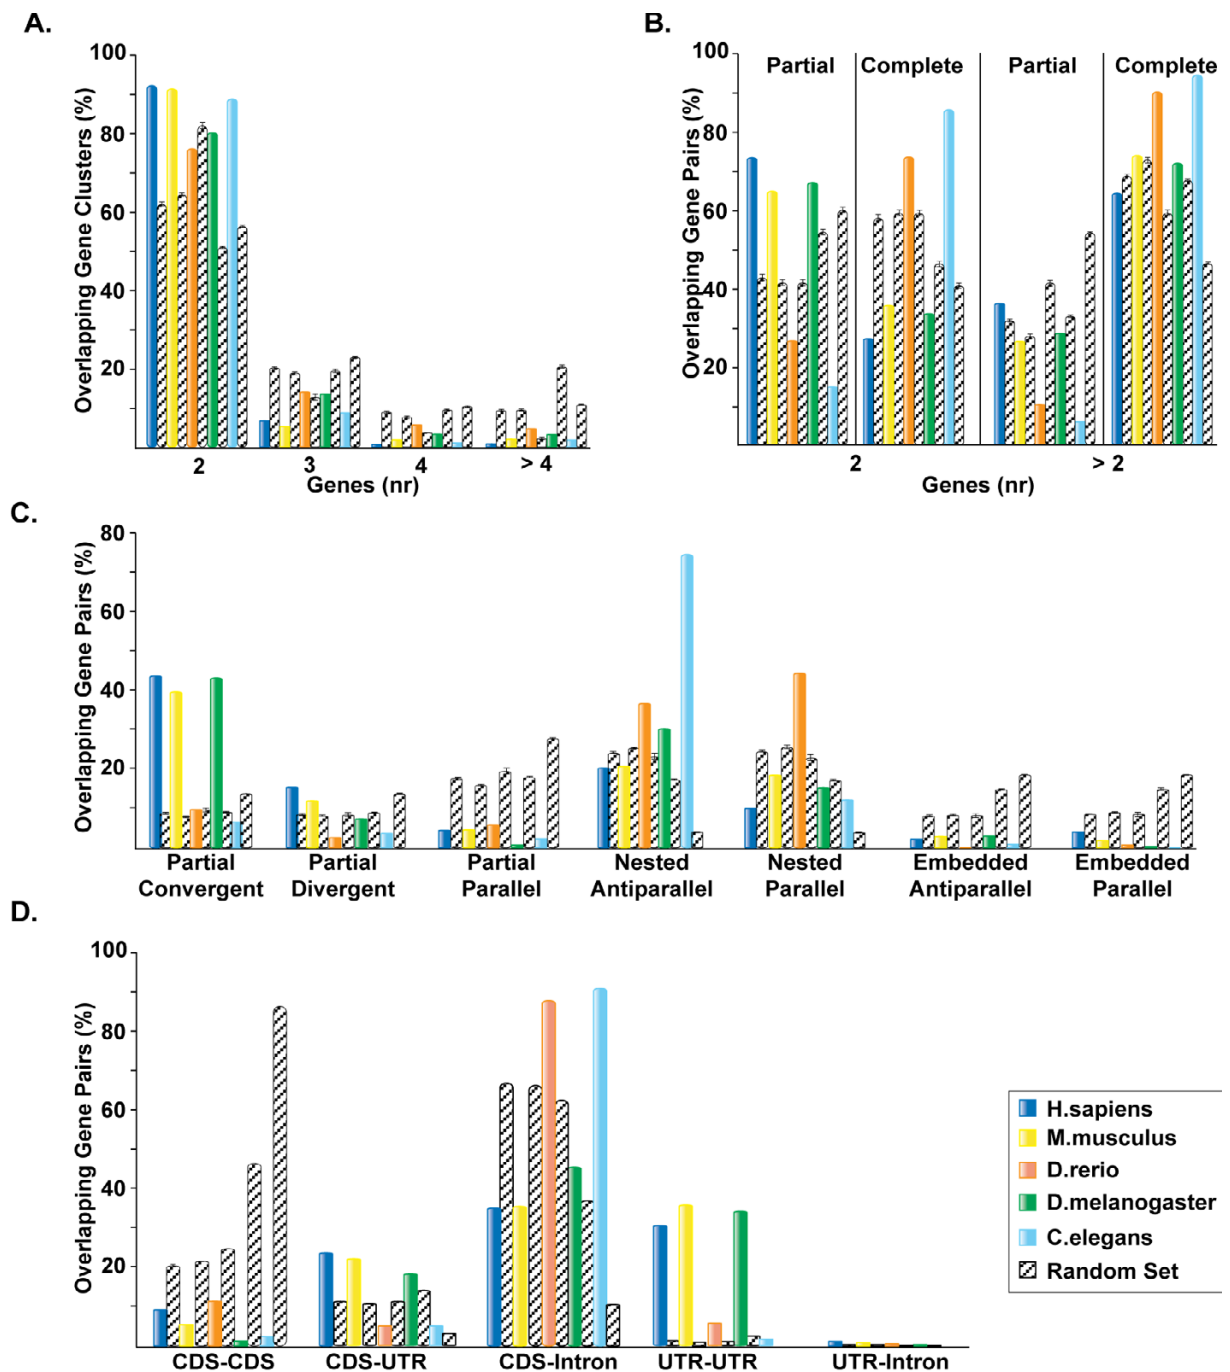 A.
100
80
60
40
20
Overlapping Gene Clusters (%)
2 3 4 > 4
Genes (nr)
B.
100
80
60
40
20
Overlapping Gene Pairs (%)
Partial Complete Partial Complete
2 > 2
Genes (nr)
C.
80
60
40
20
Overlapping Gene Pairs (%)
Partial Partial Partial Nested Nested Embedded Embedded
Convergent Divergent Parallel Antiparallel Parallel Antiparallel Parallel
D.
100
80
60
40
20
Overlapping Gene Pairs (%)
CDS-CDS CDS-UTR CDS-Intron UTR-UTR UTR-Intron
H.sapiens
M.musculus
D.rerio
D.melanogaster
C.elegans
Random Set